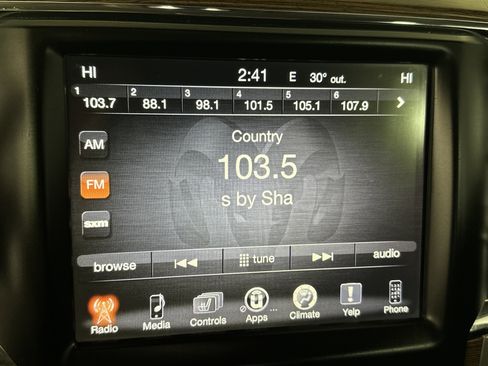 HI 2:41 E 30° out. HI
1 2 3 4 5 6
103.7 88.1 98.1 101.5 105.1 107.9
AM
Country
103.5
FM
s by Sha
sxm
browse tune audio
Radio Media Controls Apps ... Climate Yelp Phone